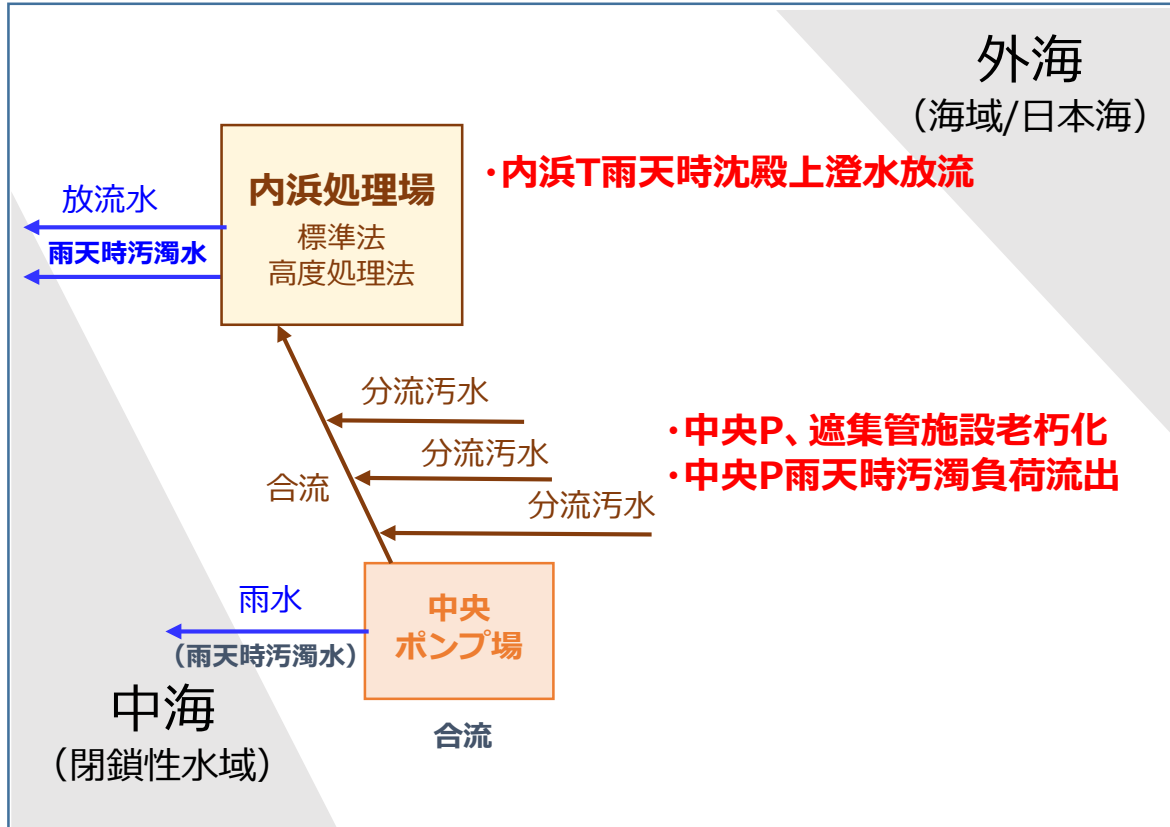 外海
（海域/日本海）
・内浜T雨天時沈殿上澄水放流
放流水
雨天時汚濁水
内浜処理場
標準法
高度処理法
分流汚水
分流汚水
分流汚水
合流
・中央P、遮集管施設老朽化
・中央P雨天時汚濁負荷流出
雨水
（雨天時汚濁水）
中央
ポンプ場
合流
中海
（閉鎖性水域）